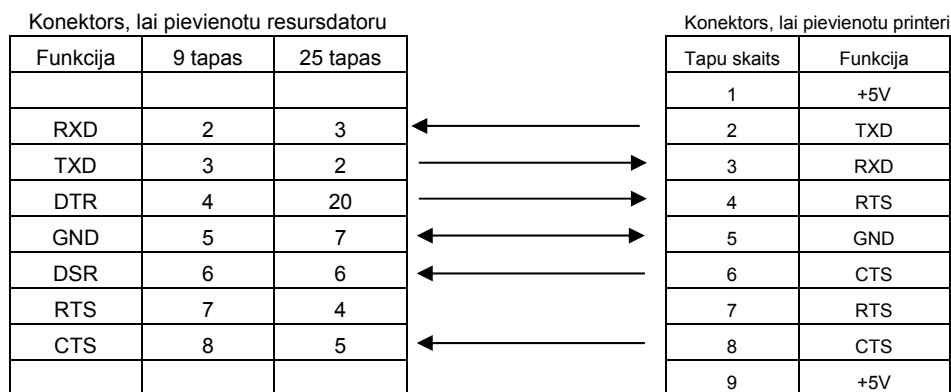 Konektors, lai pievienotu resursdatoru
Funkcija 9 tapas 25 tapas
RXD 2 3
TXD 3 2
DTR 4 20
GND 5 7
DSR 6 6
RTS 7 4
CTS 8 5
Konektors, lai pievienotu printeri
Tapu skaits Funkcija
1 +5V
2 TXD
3 RXD
4 RTS
5 GND
6 CTS
7 RTS
8 CTS
9 +5V